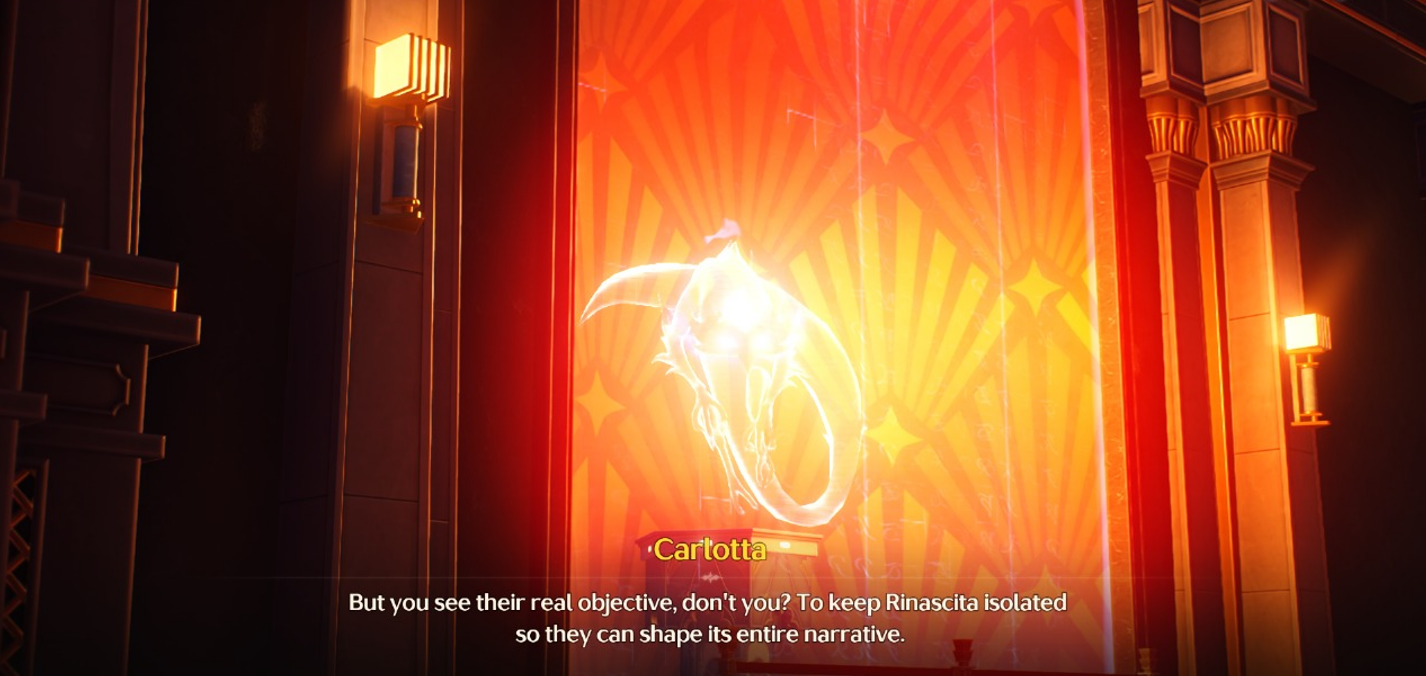 Carlotta
But you see their real objective, don't you? To keep Rinascita isolated
so they can shape its entire narrative.